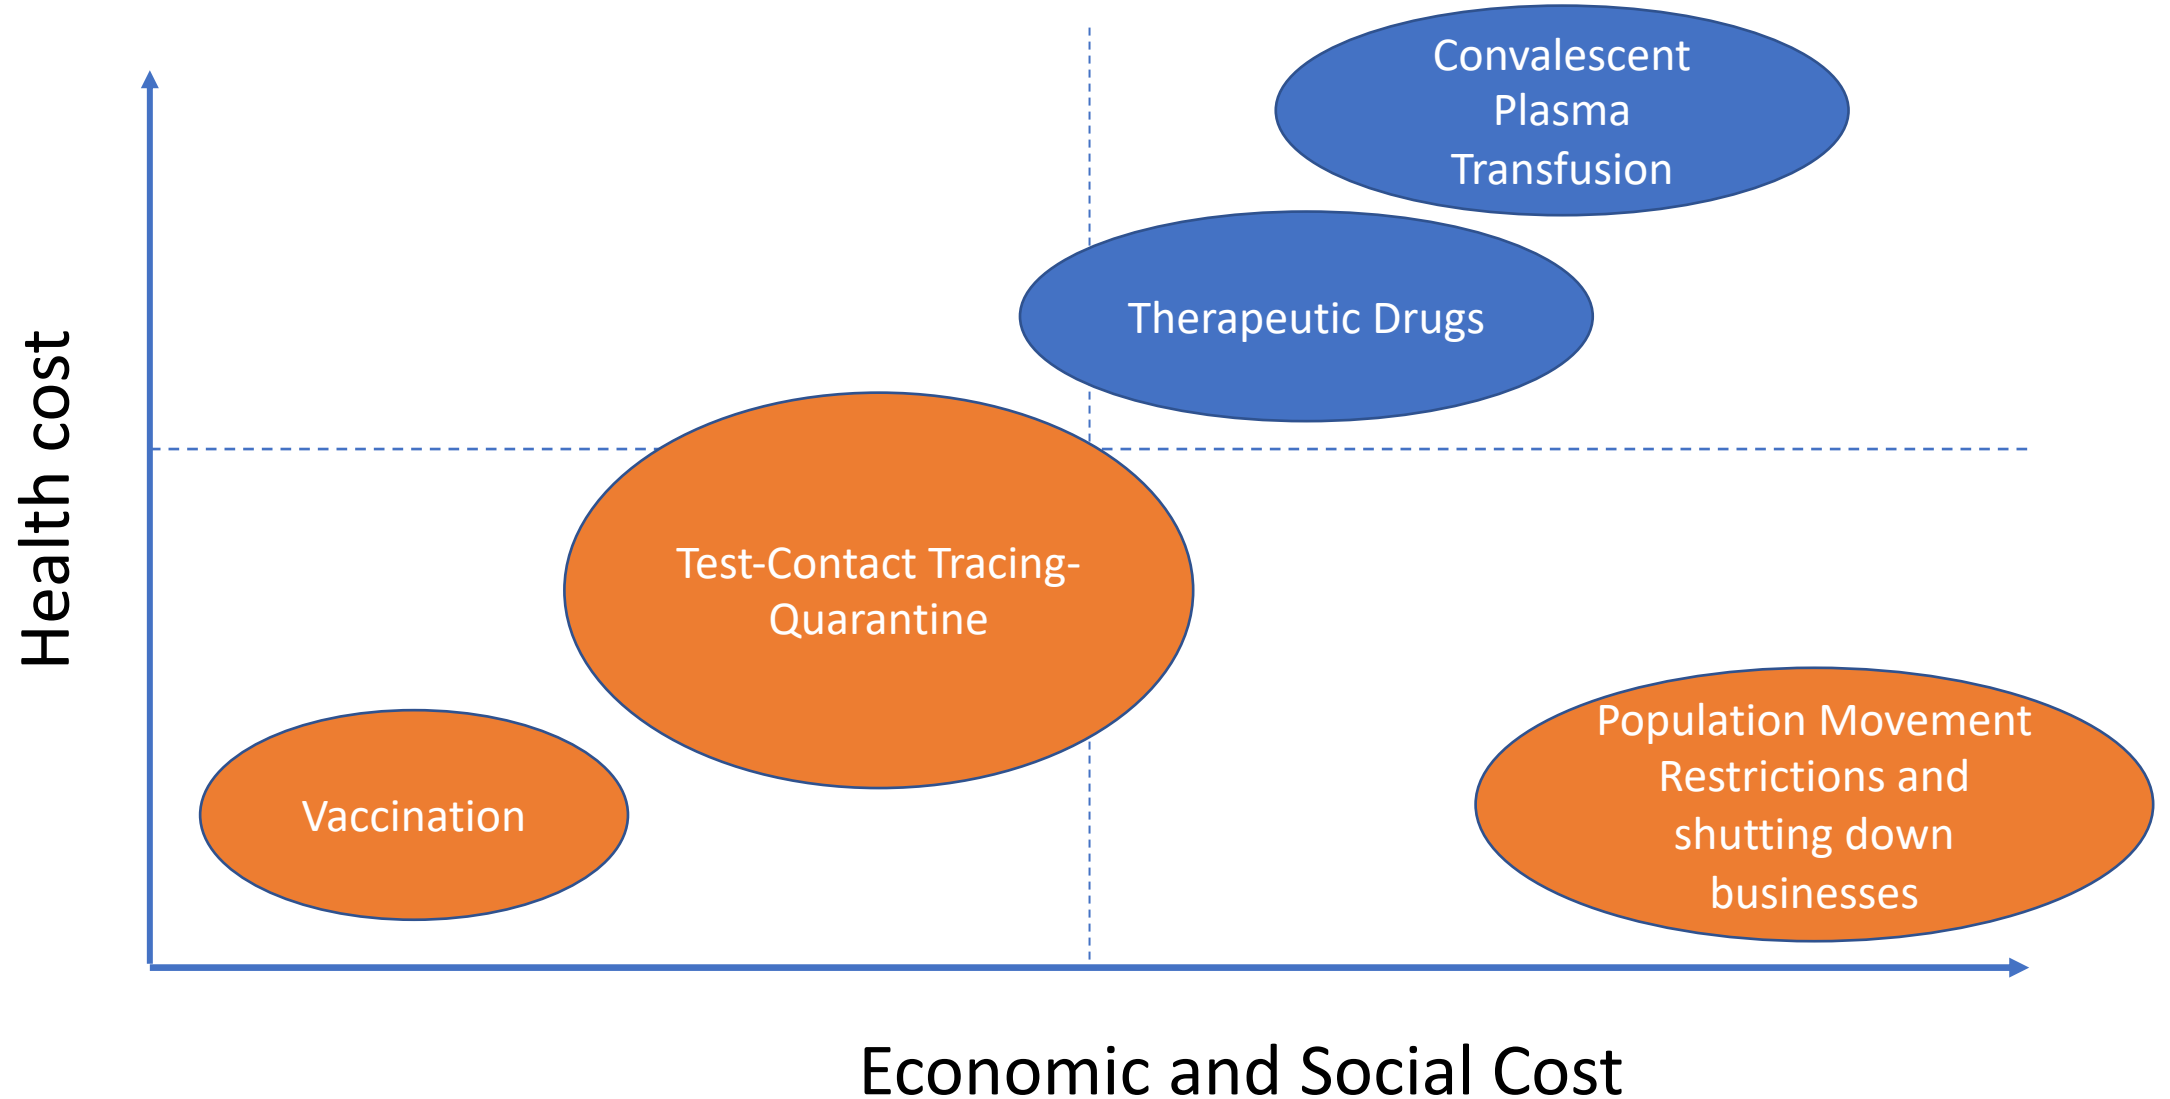 Convalescent
Plasma
Transfusion
Therapeutic Drugs
Health cost
Test-Contact Tracing-
Quarantine
Population Movement
Restrictions and
shutting down
businesses
Vaccination
Economic and Social Cost